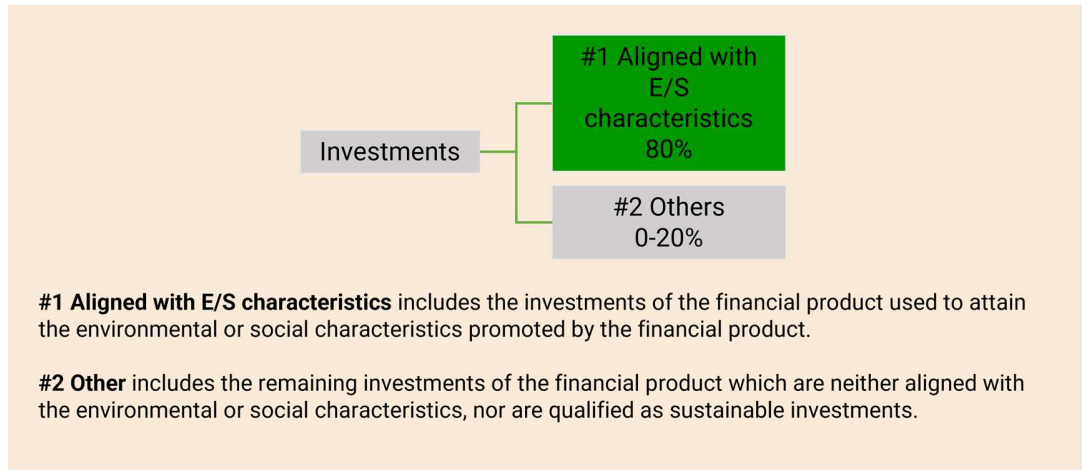 #1 Aligned with
E/S
characteristics
80%
Investments
#2 Others
0-20%
#1 Aligned with E/S characteristics includes the investments of the financial product used to attain
the environmental or social characteristics promoted by the financial product.
#2 Other includes the remaining investments of the financial product which are neither aligned with
the environmental or social characteristics, nor are qualified as sustainable investments.